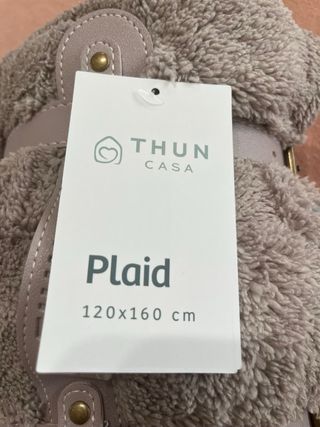 THUN
CASA
Plaid
120x160 cm